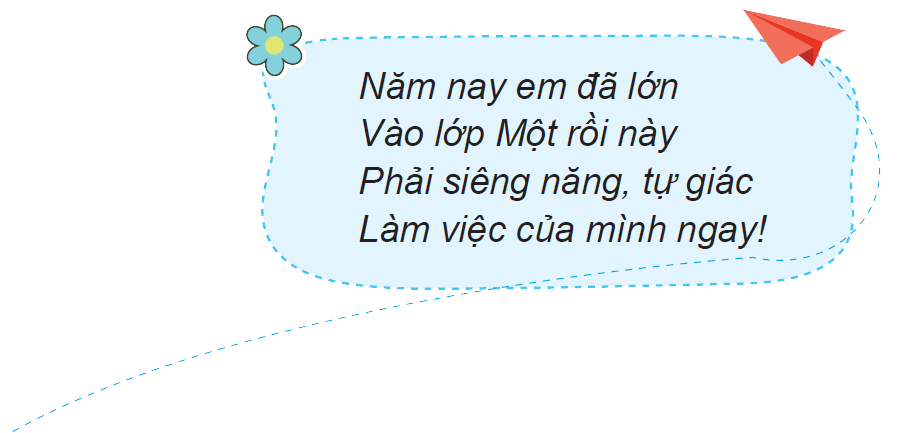 Năm nay em đã lớn
Vào lớp Một rồi này
Phải siêng năng, tự giác
Làm việc của mình ngay!